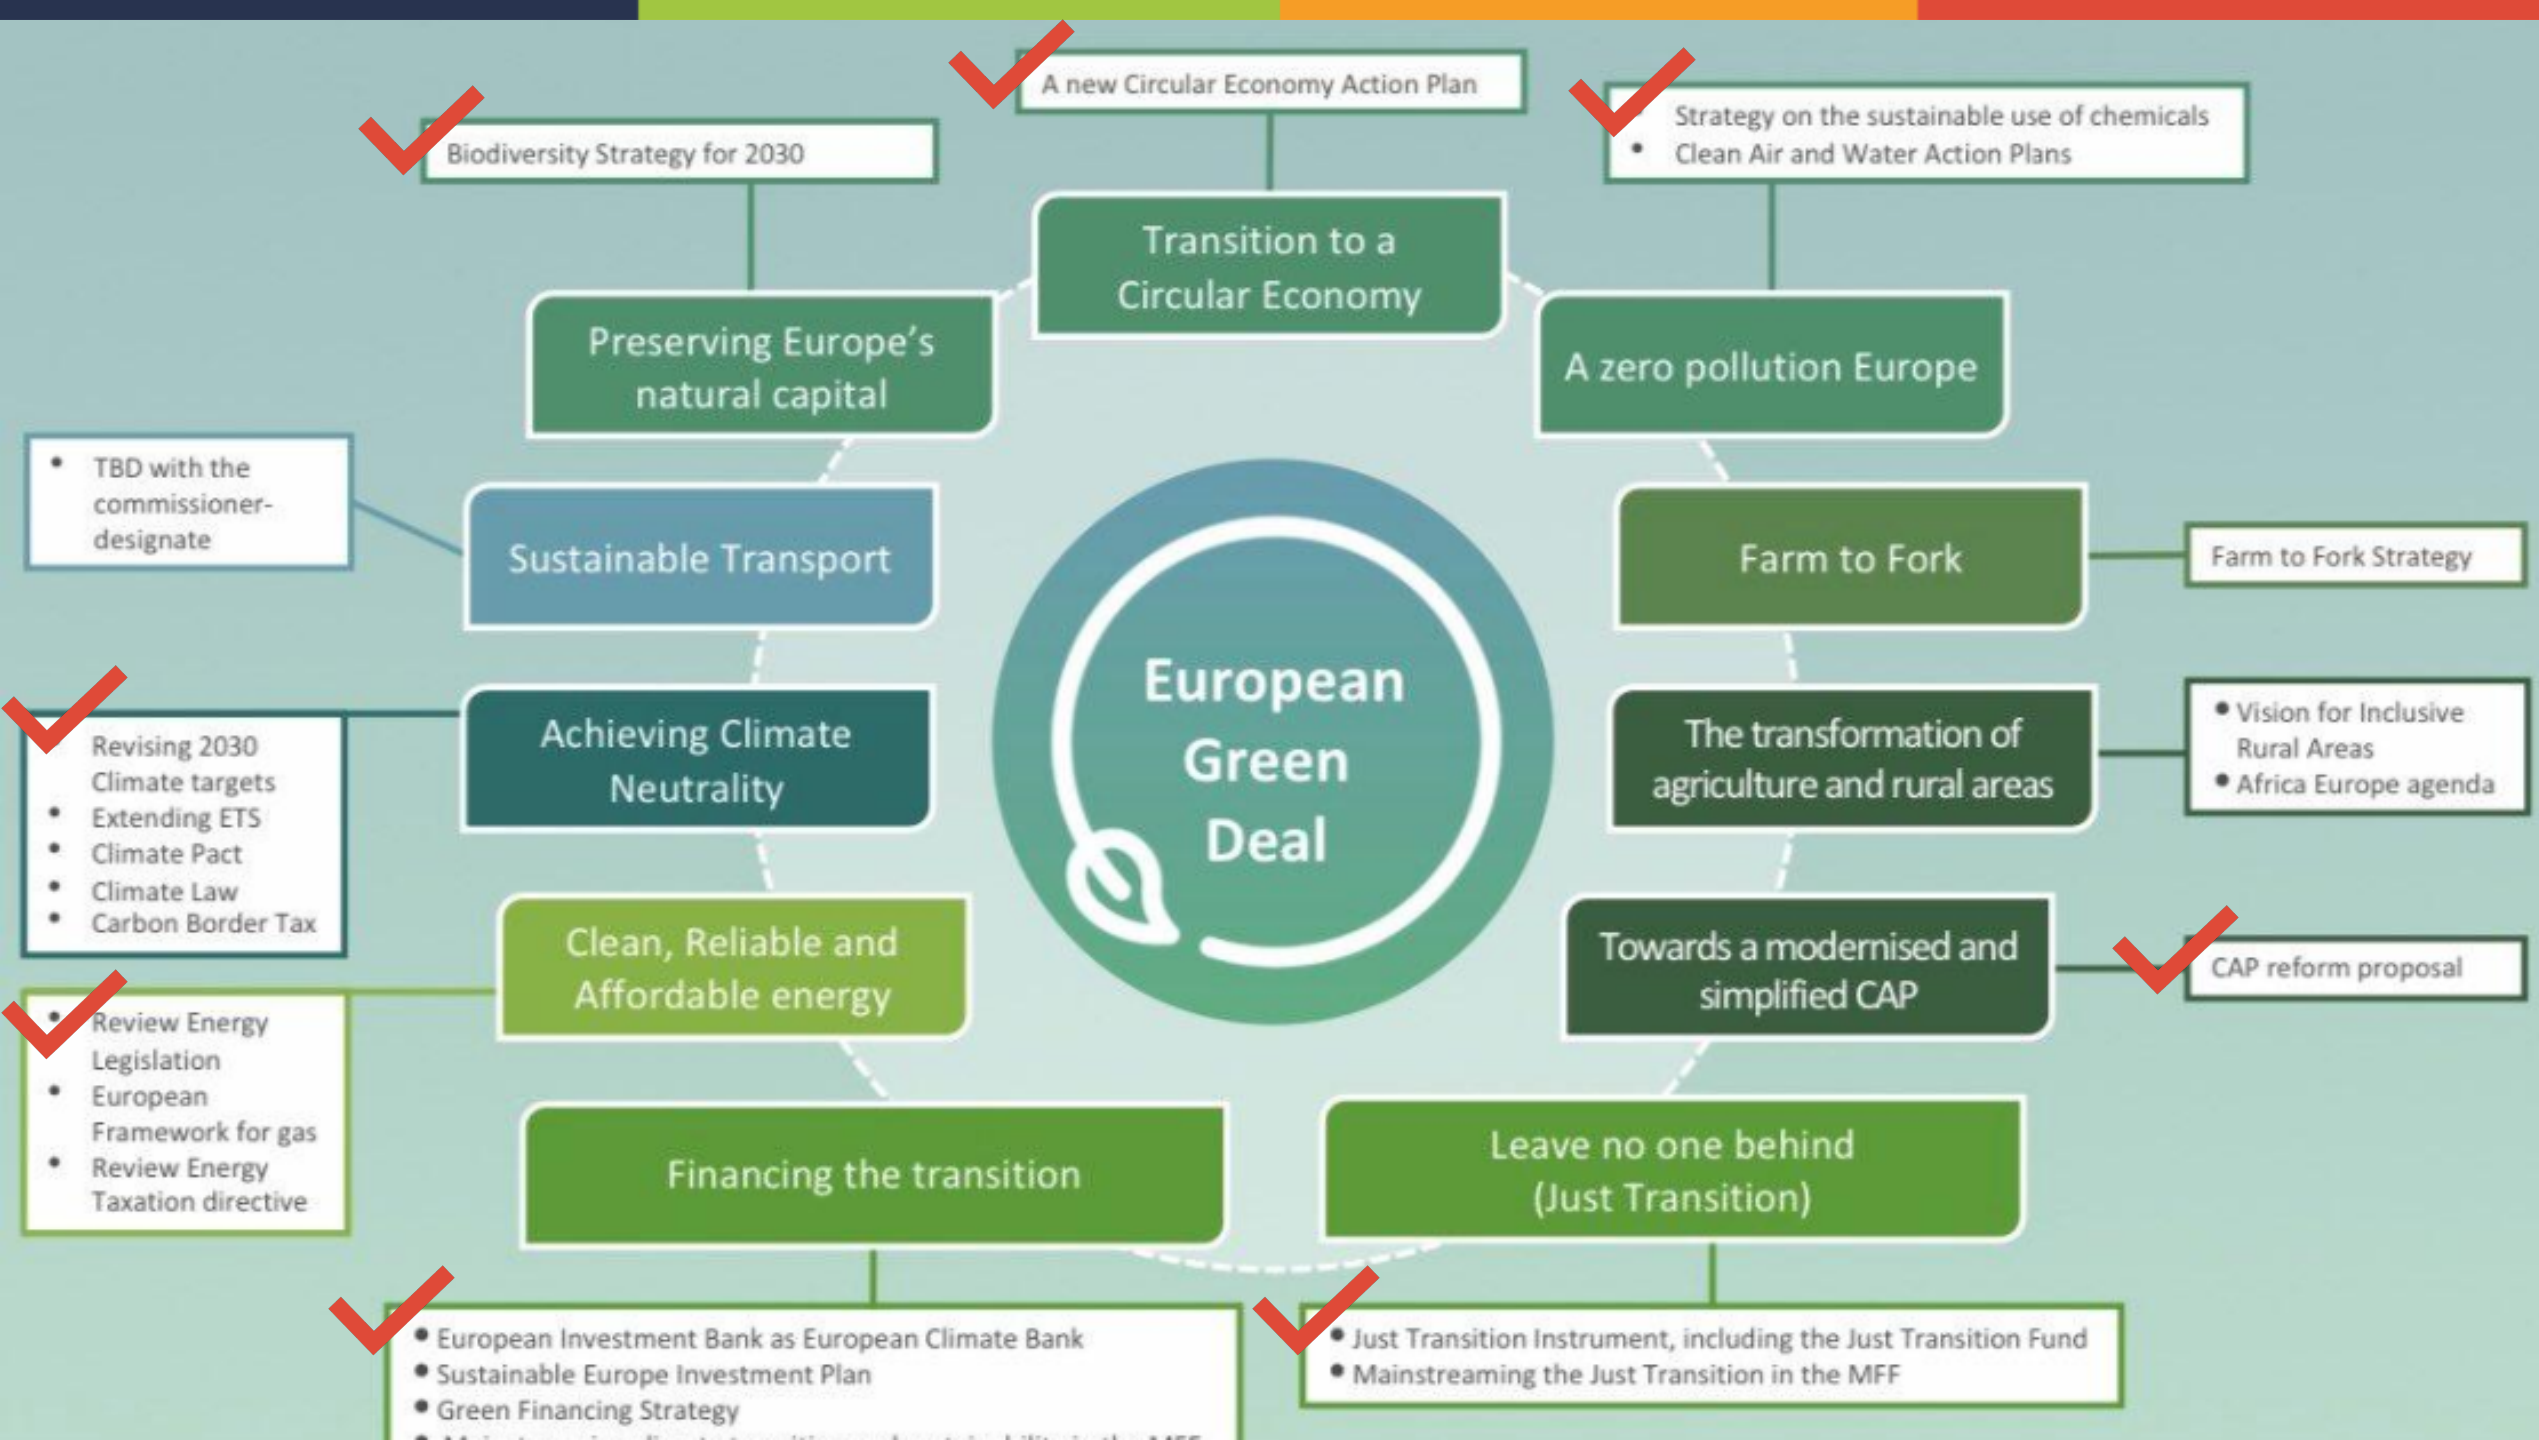 A new Circular Economy Action Plan
Biodiversity Strategy for 2030
Strategy on the sustainable use of chemicals
• Clean Air and Water Action Plans
Transition to a
Circular Economy
Preserving Europe's
natural capital
A zero pollution Europe
• TBD with the
commissioner-
designate
Sustainable Transport
Farm to Fork
Farm to Fork Strategy
European
Green
Deal
Achieving Climate
Neutrality
Revising 2030
Climate targets
• Extending ETS
• Climate Pact
• Climate Law
• Carbon Border Tax
The transformation of
agriculture and rural areas
• Vision for Inclusive
Rural Areas
• Africa Europe agenda
Clean, Reliable and
Affordable energy
• Review Energy
Legislation
• European
Framework for gas
• Review Energy
Taxation directive
Towards a modernised and
simplified CAP
CAP reform proposal
Financing the transition
Leave no one behind
(Just Transition)
• European Investment Bank as European Climate Bank
• Sustainable Europe Investment Plan
• Green Financing Strategy
• Just Transition Instrument, including the Just Transition Fund
• Mainstreaming the Just Transition in the MFF